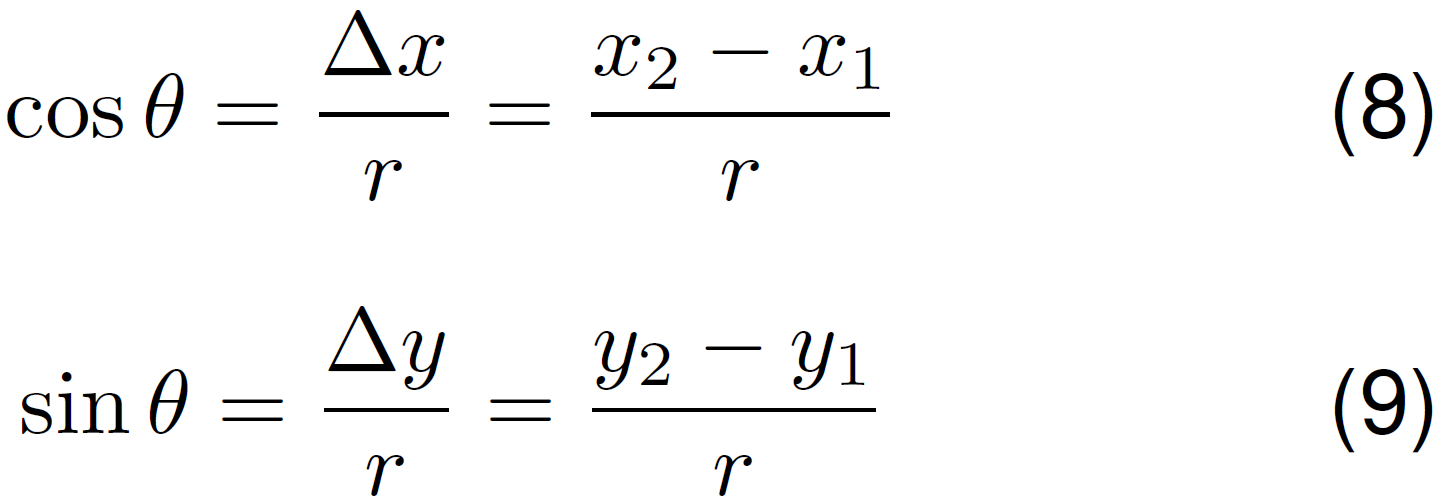 cos θ = Δx/r = (x₂ − x₁)/r (8)
sin θ = Δy/r = (y₂ − y₁)/r (9)